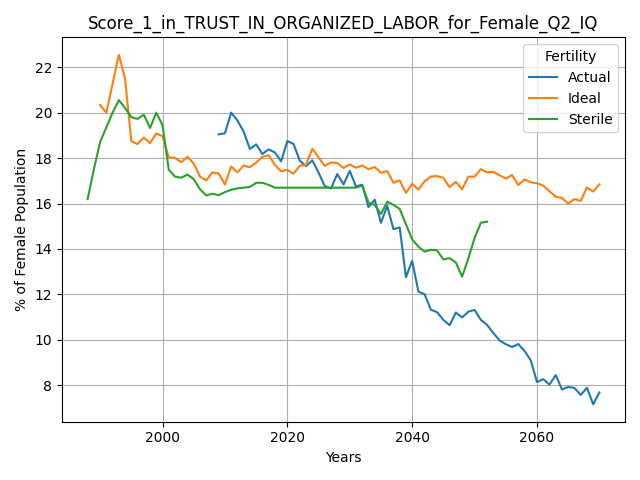 Score_1_in_TRUST_IN_ORGANIZED_LABOR_for_Female_Q2_IQ
Fertility
Actual
Ideal
Sterile
% of Female Population
22
20
18
16
14
12
10
8
2000
2020
2040
2060
Years